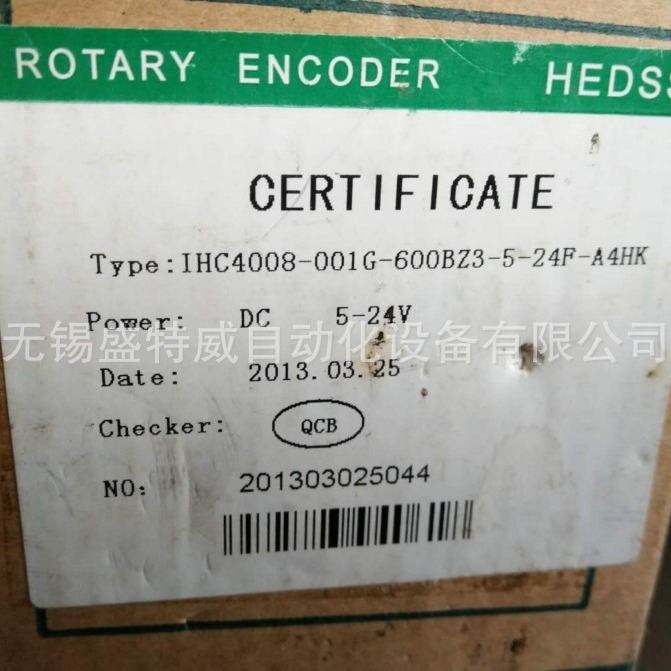 ROTARY ENCODER HEDSS
CERTIFICATE
Type:IHC4008-001G-600BZ3-5-24F-A4HK
Power: DC 5-24V
无锡盛特威自动化设备有限公司
Date: 2013.03.25
Checker: QCB
NO: 201303025044